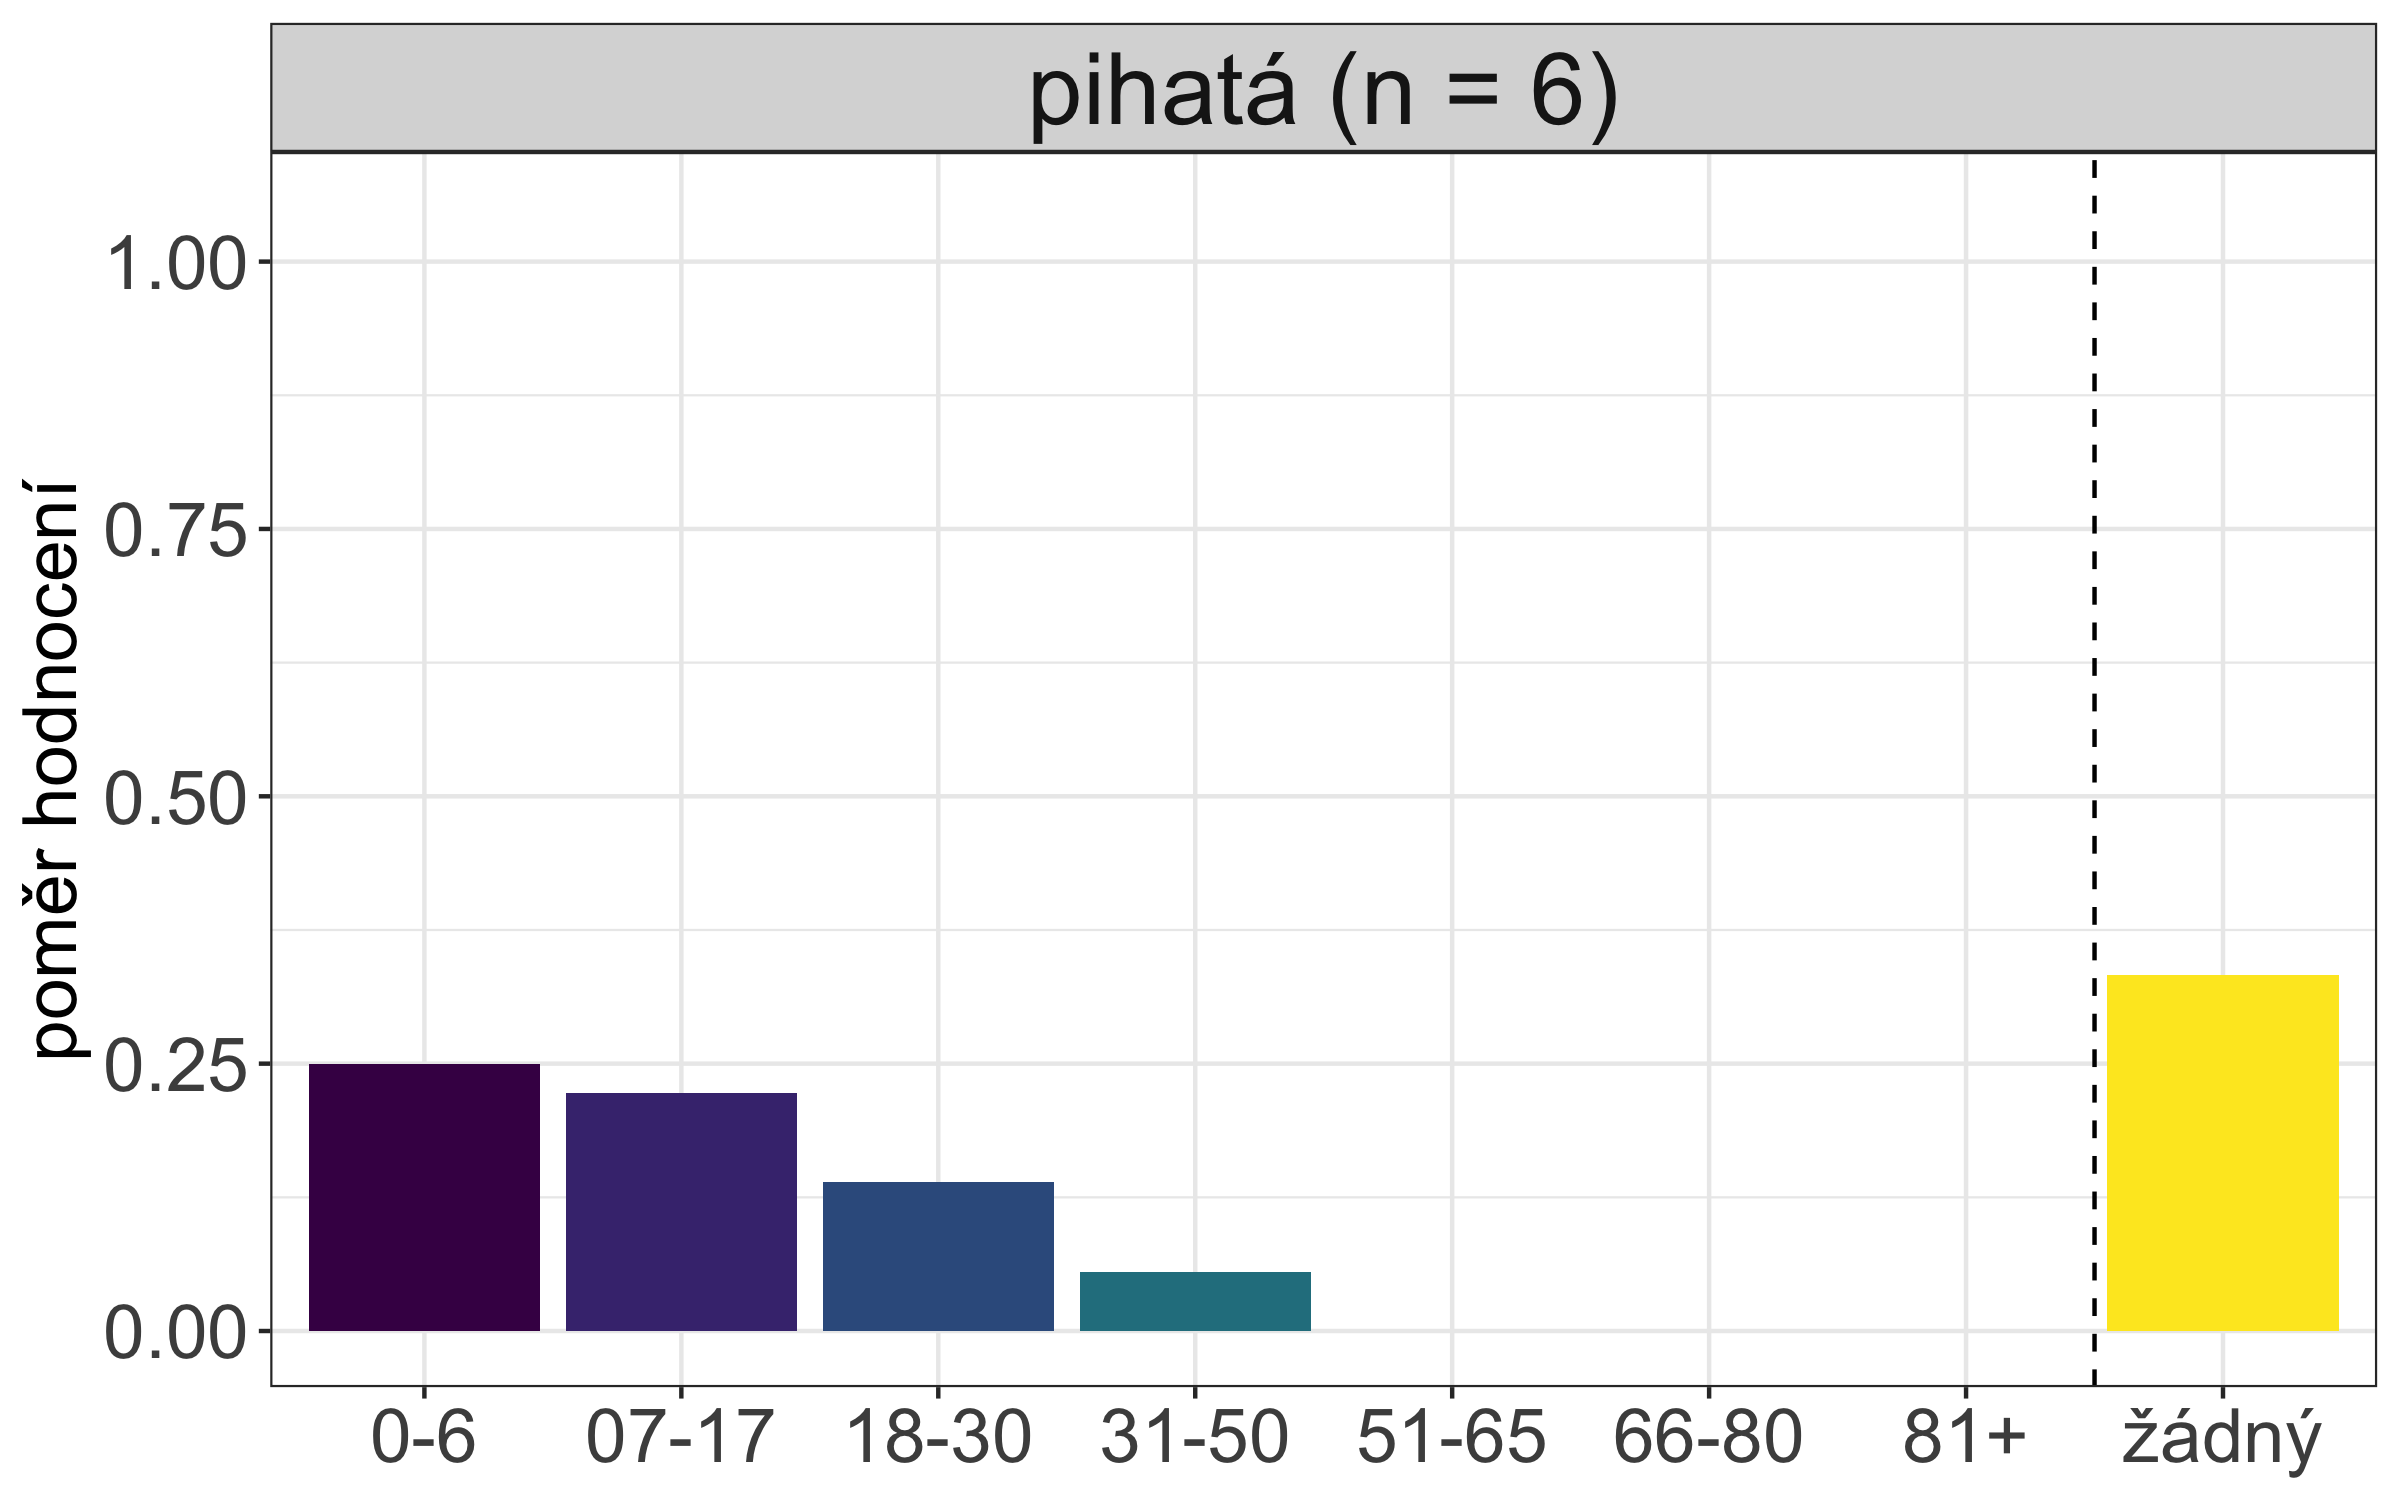 pihatá (n = 6)
poměr hodnocení
1.00
0.75
0.50
0.25
0.00
0-6 07-17 18-30 31-50 51-65 66-80 81+ žádný